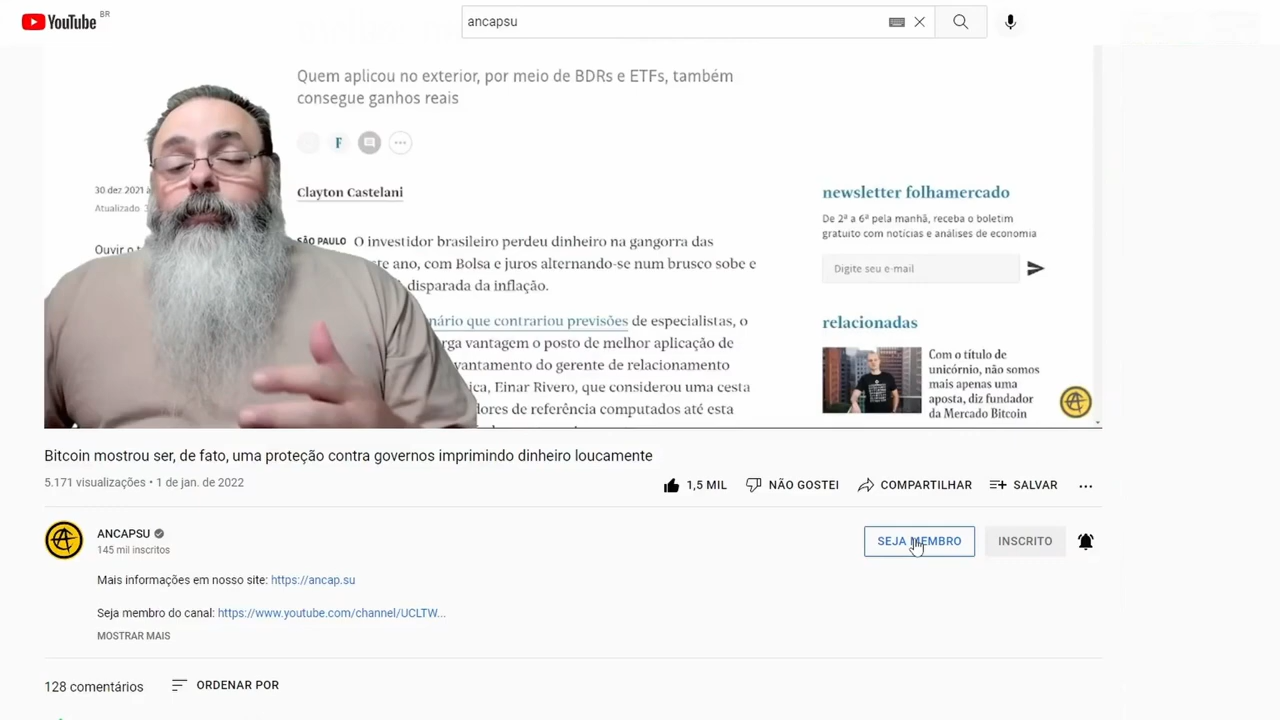 YouTube BR
ancapsu
Quem aplicou no exterior, por meio de BDRs e ETFs, também
consegue ganhos reais
F
Clayton Castelani
30 dez 2021
Atualizado
Ouvir o
SÃO PAULO O investidor brasileiro perdeu dinheiro na gangorra das
ste ano, com Bolsa e juros alternando-se num brusco sobe e
disparada da inflação.
nário que contrariou previsões de especialistas, o
rga vantagem o posto de melhor aplicação de
vantamento do gerente de relacionamento
ica, Einar Rivero, que considerou uma cesta
dores de referência computados até esta
newsletter folhamercado
De 2ª a 6ª pela manhã, receba o boletim
gratuito com notícias e análises de economia
Digite seu e-mail
relacionadas
Com o título de
unicórnio, não somos
mais apenas uma
aposta, diz fundador
da Mercado Bitcoin
Bitcoin mostrou ser, de fato, uma proteção contra governos imprimindo dinheiro loucamente
5.171 visualizações • 1 de jan. de 2022
1,5 MIL NÃO GOSTEI COMPARTILHAR SALVAR
ANCAPSU
145 mil inscritos
SEJA MEMBRO INSCRITO
Mais informações em nosso site: https://ancap.su
Seja membro do canal: https://www.youtube.com/channel/UCLTW...
MOSTRAR MAIS
128 comentários ORDENAR POR